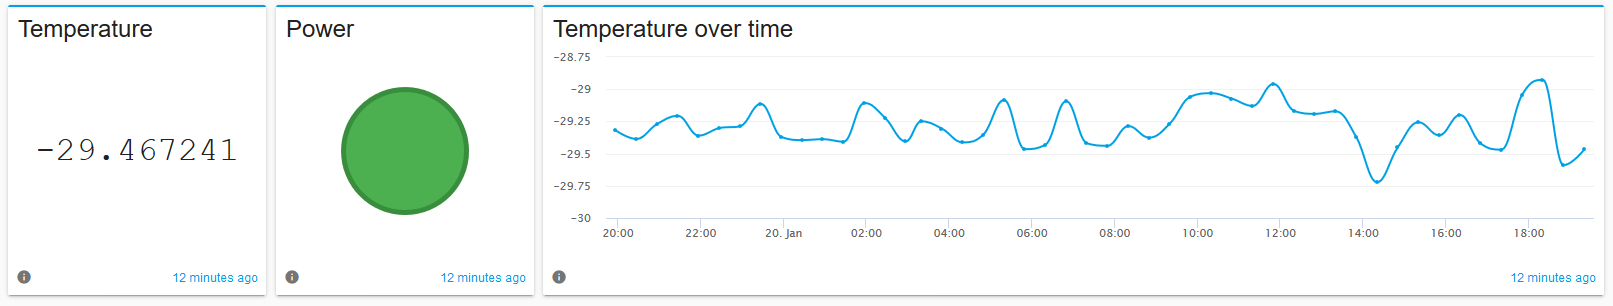 Temperature
-29.467241
12 minutes ago
Power
12 minutes ago
Temperature over time
-28.75
-29
-29.25
-29.5
-29.75
-30
20:00 22:00 20. Jan 02:00 04:00 06:00 08:00 10:00 12:00 14:00 16:00 18:00
12 minutes ago